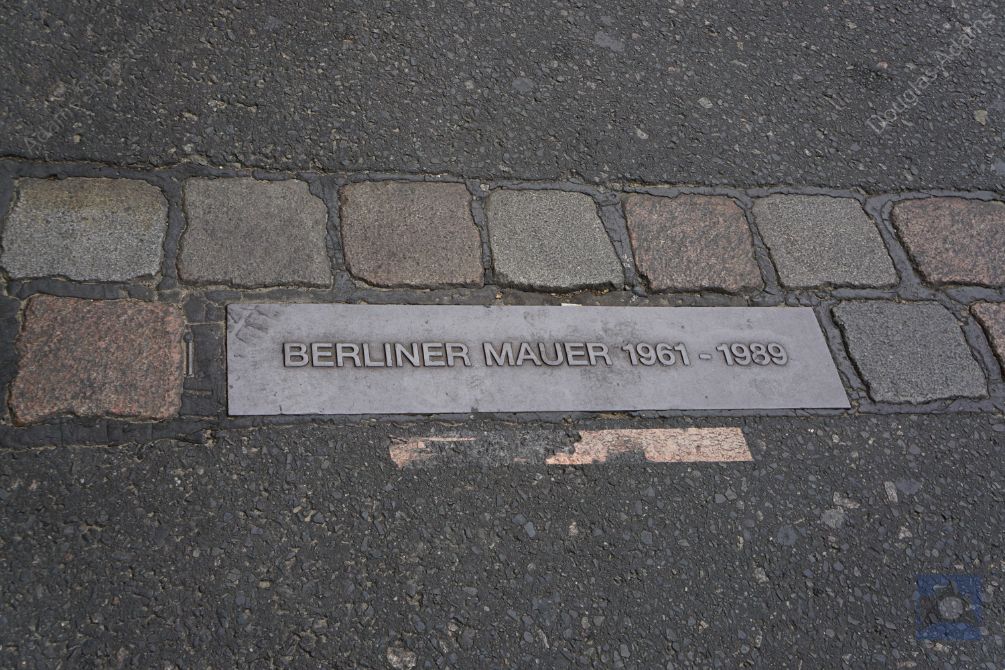 BERLINER MAUER 1961 - 1989
Douglas Adams